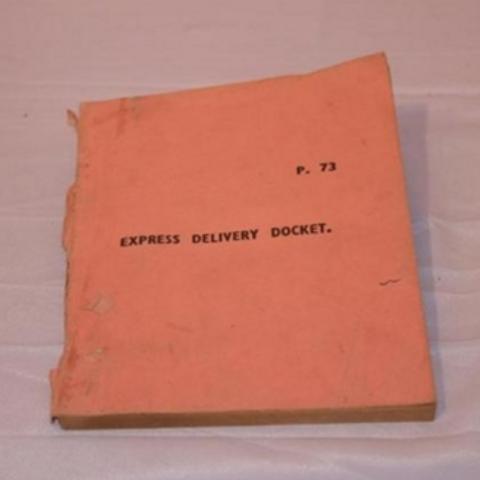 P. 73
EXPRESS DELIVERY DOCKET.